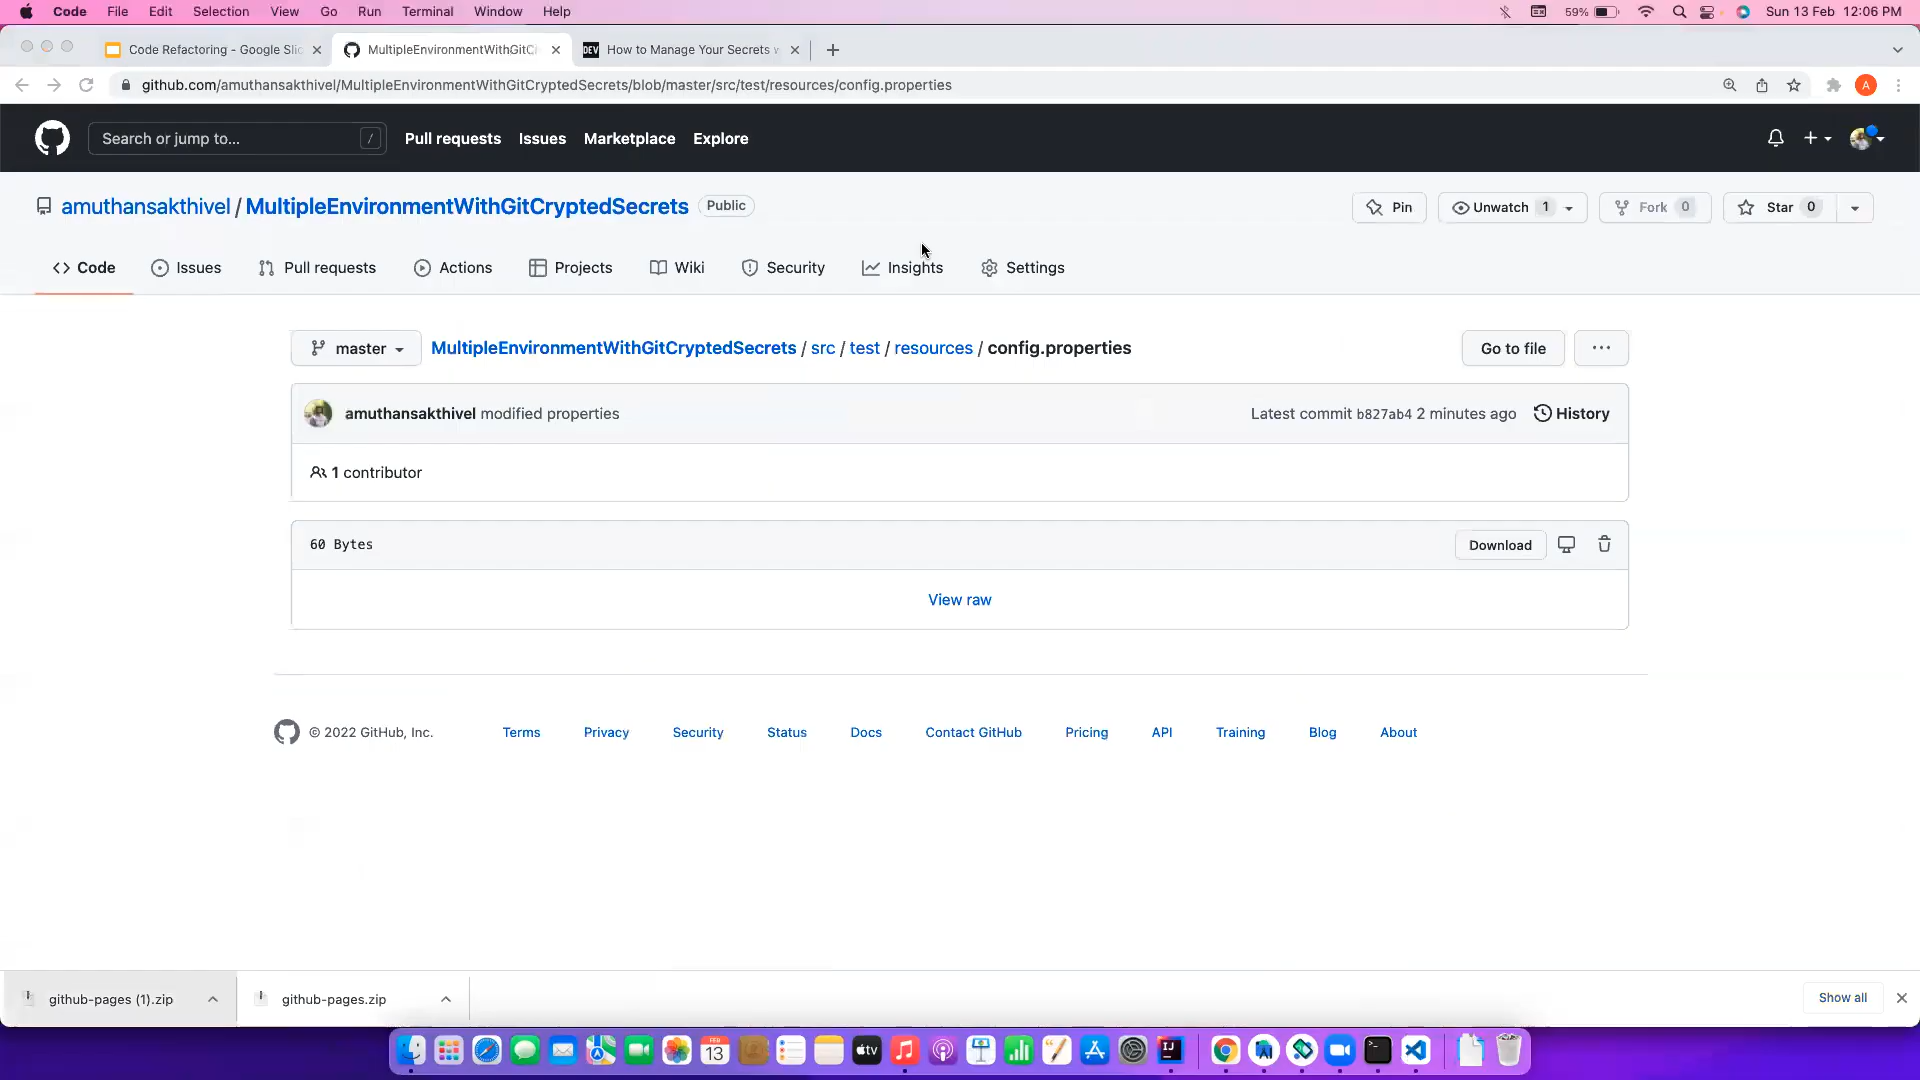 Code File Edit Selection View Go Run Terminal Window Help 59% Sun 13 Feb 12:06 PM
Code Refactoring - Google Slic MultipleEnvironmentWithGitC DEV How to Manage Your Secrets w
github.com/amuthansakthivel/MultipleEnvironmentWithGitCryptedSecrets/blob/master/src/test/resources/config.properties A
Search or jump to... / Pull requests Issues Marketplace Explore
amuthansakthivel / MultipleEnvironmentWithGitCryptedSecrets Public Pin Unwatch 1 Fork 0 Star 0
Code Issues Pull requests Actions Projects Wiki Security Insights Settings
master MultipleEnvironmentWithGitCryptedSecrets / src / test / resources / config.properties Go to file ...
amuthansakthivel modified properties Latest commit b827ab4 2 minutes ago History
1 contributor
60 Bytes Download
View raw
© 2022 GitHub, Inc. Terms Privacy Security Status Docs Contact GitHub Pricing API Training Blog About
github-pages (1).zip github-pages.zip Show all
FEB
13 tv IJ